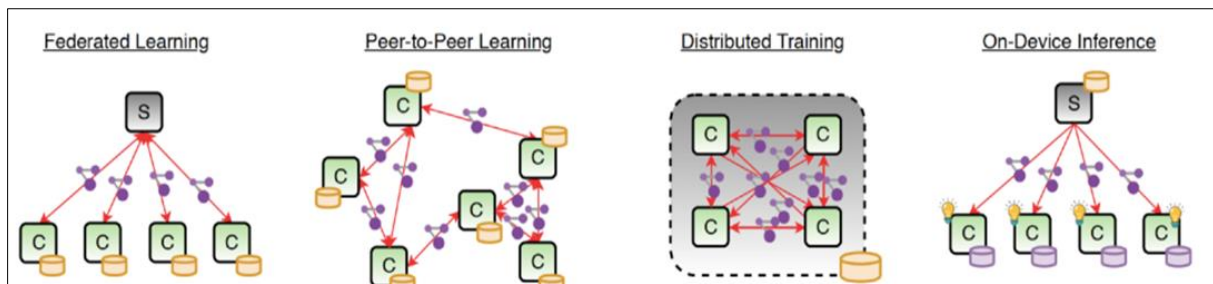 Federated Learning
Peer-to-Peer Learning
Distributed Training
On-Device Inference
S
C C C C
C
C
C
C
C
C
C C
C C
S
C C C C